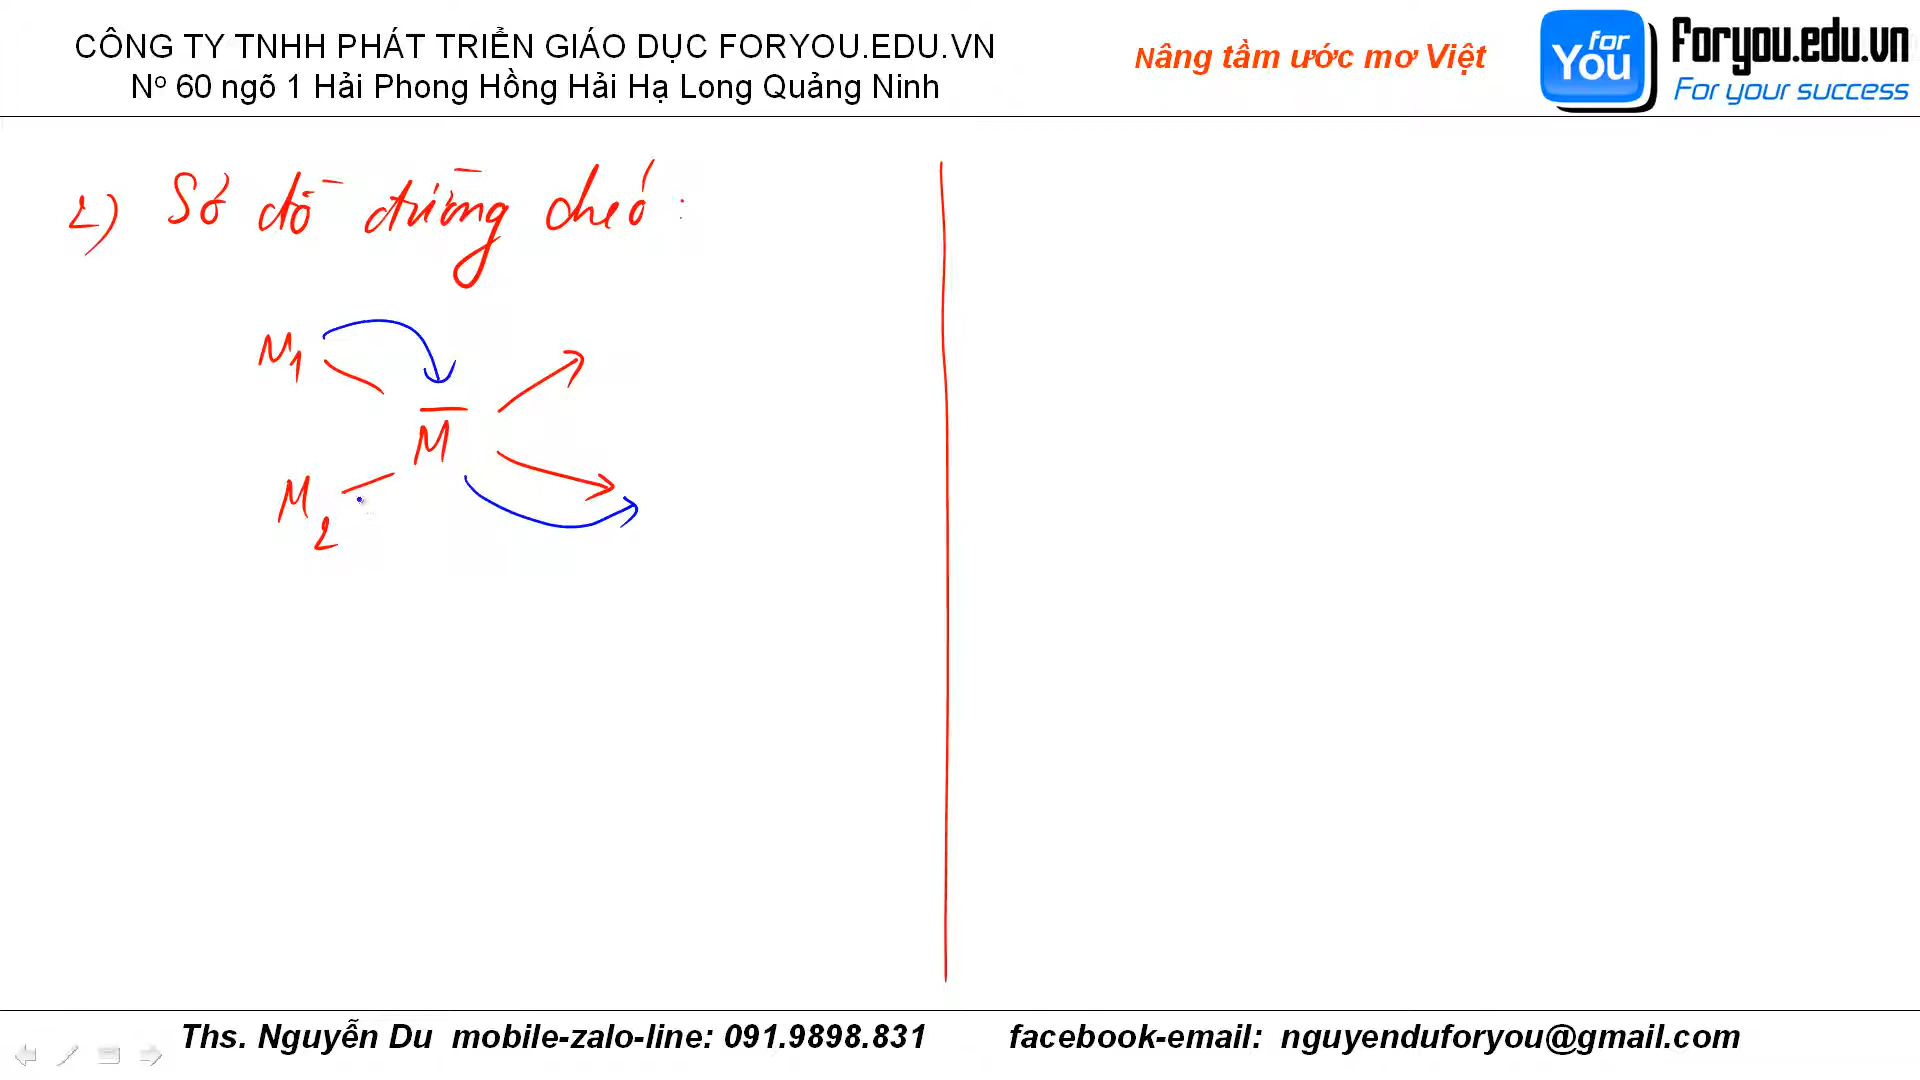 CÔNG TY TNHH PHÁT TRIỂN GIÁO DỤC FORYOU.EDU.VN
Nº 60 ngõ 1 Hải Phong Hồng Hải Hạ Long Quảng Ninh
Nâng tầm ước mơ Việt
for
You
Foryou.edu.vn
For your success
2) Sơ đồ đường chéo:
M₁
M̅
M₂
Ths. Nguyễn Du mobile-zalo-line: 091.9898.831 facebook-email: nguyenduforyou@gmail.com